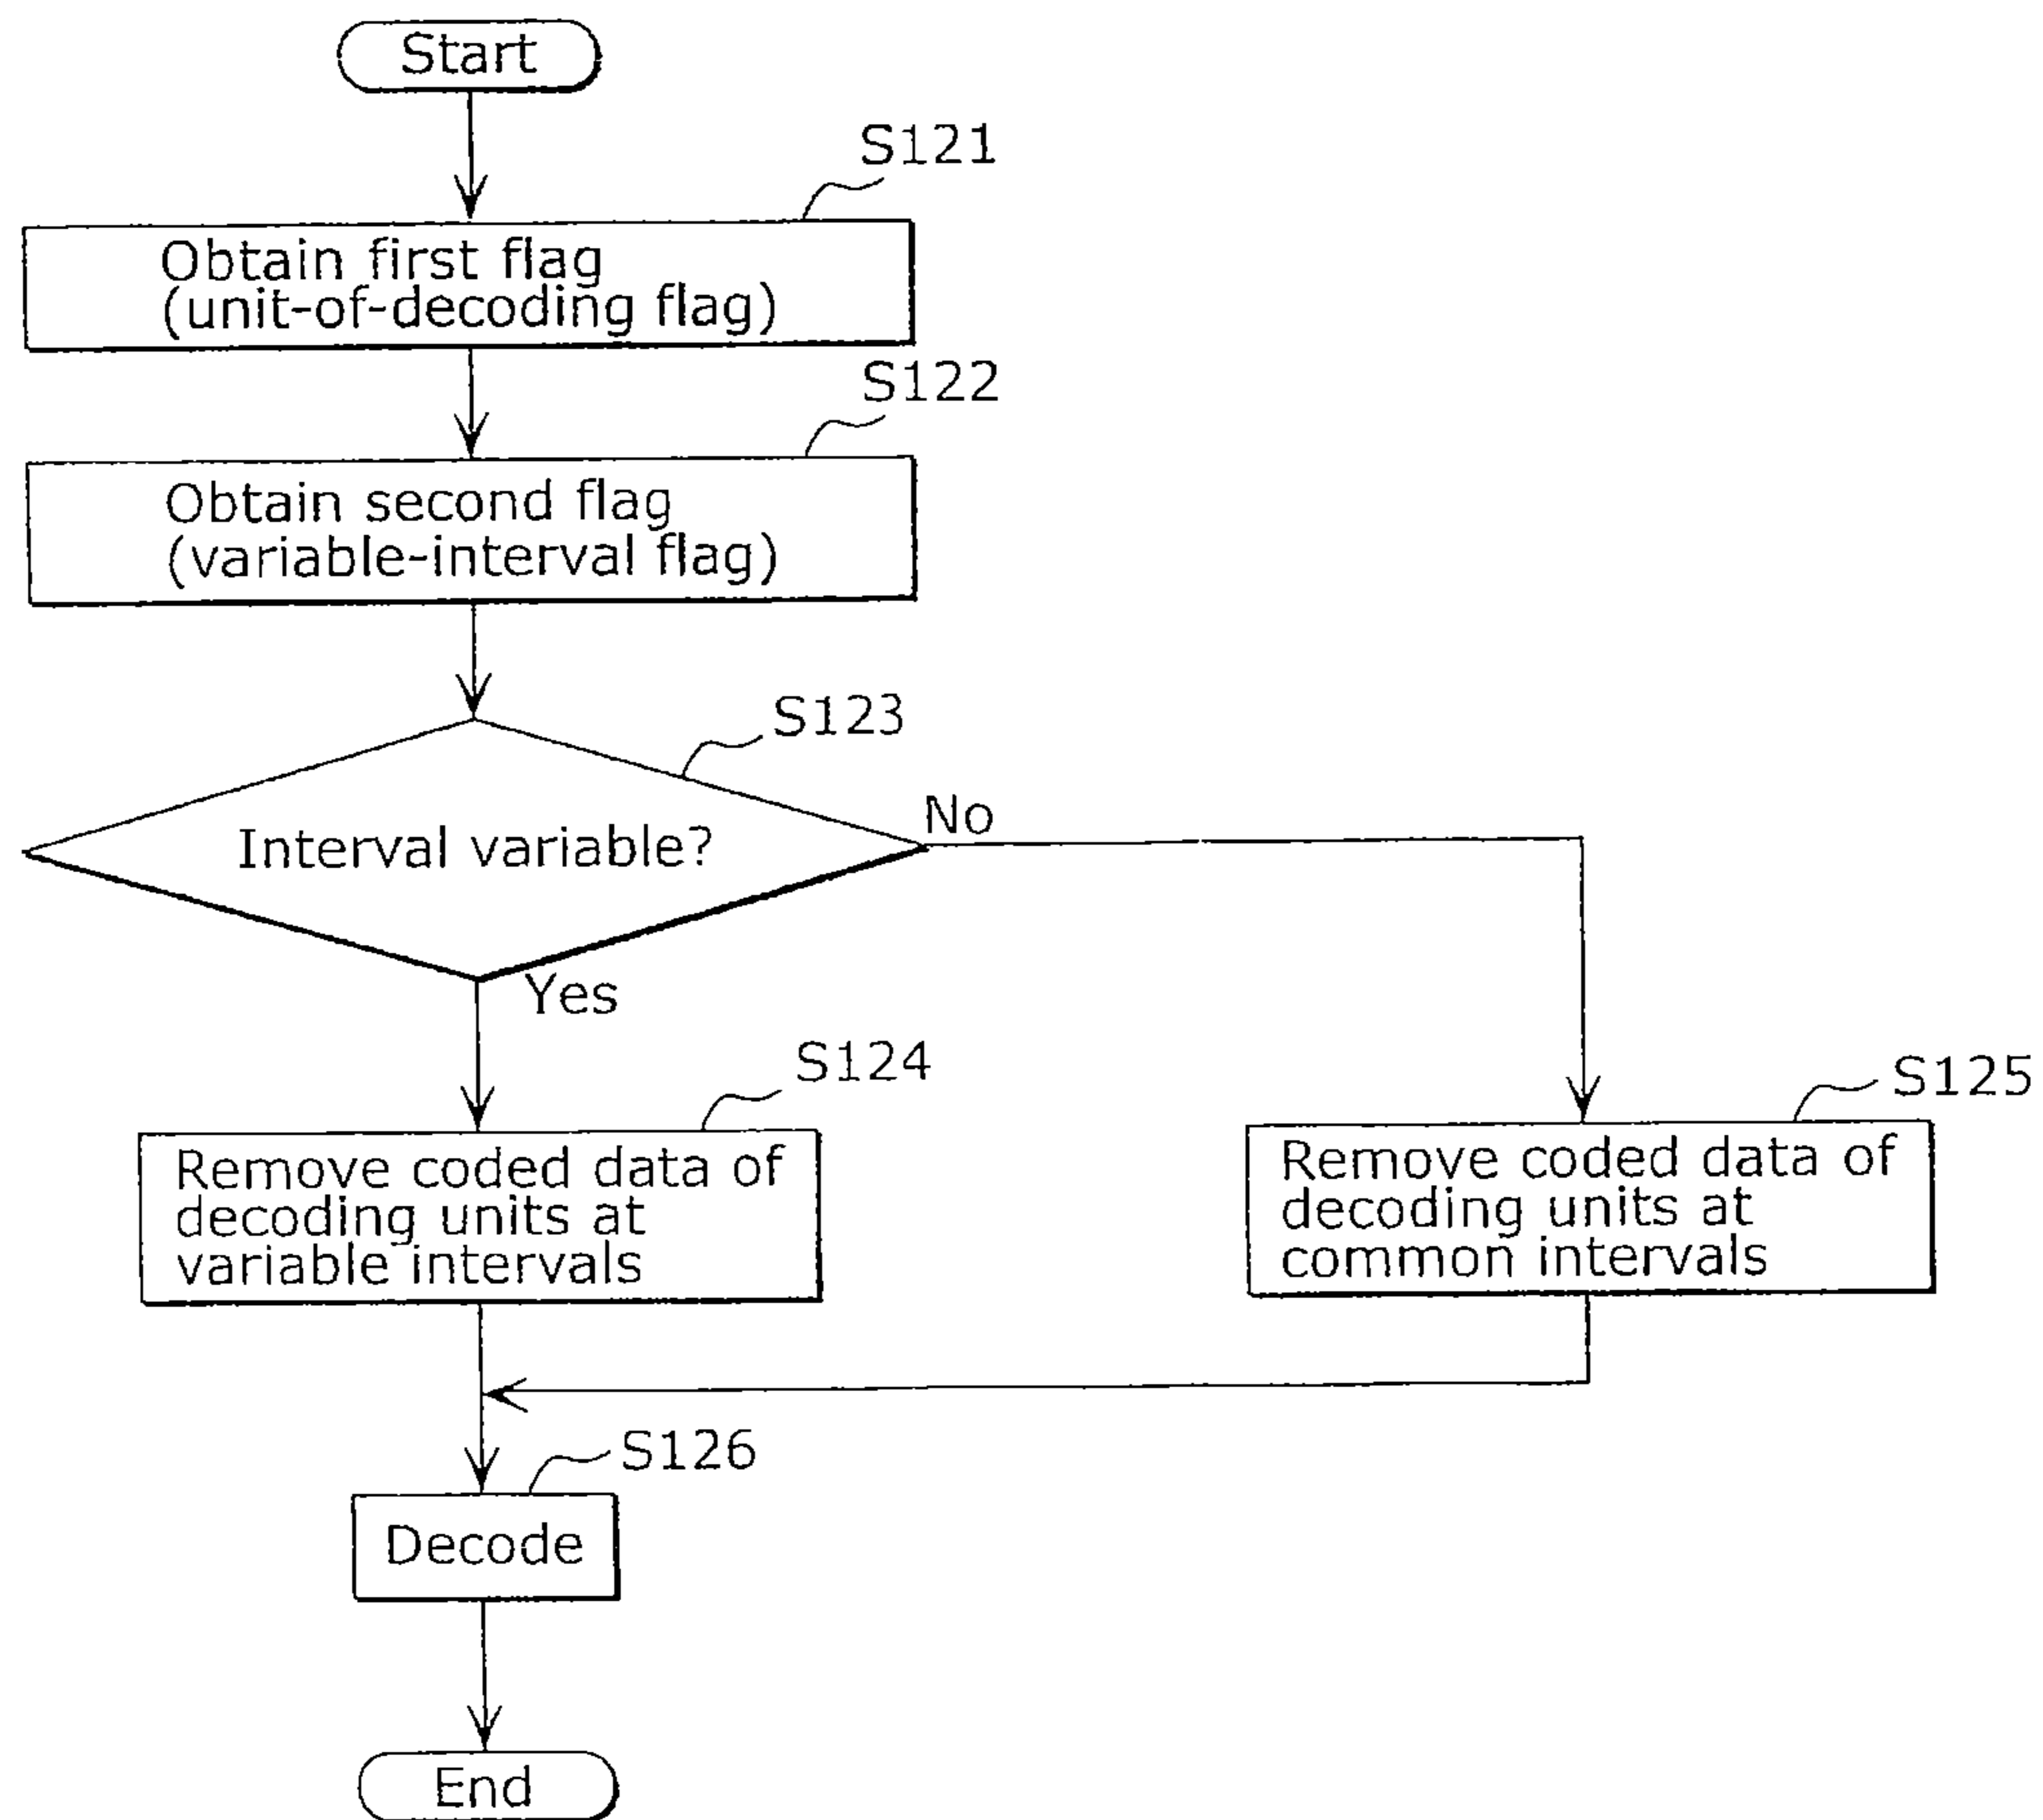 Start
S121
Obtain first flag
(unit-of-decoding flag)
S122
Obtain second flag
(variable-interval flag)
S123
Interval variable?
No
Yes
S124
Remove coded data of
decoding units at
variable intervals
S125
Remove coded data of
decoding units at
common intervals
S126
Decode
End